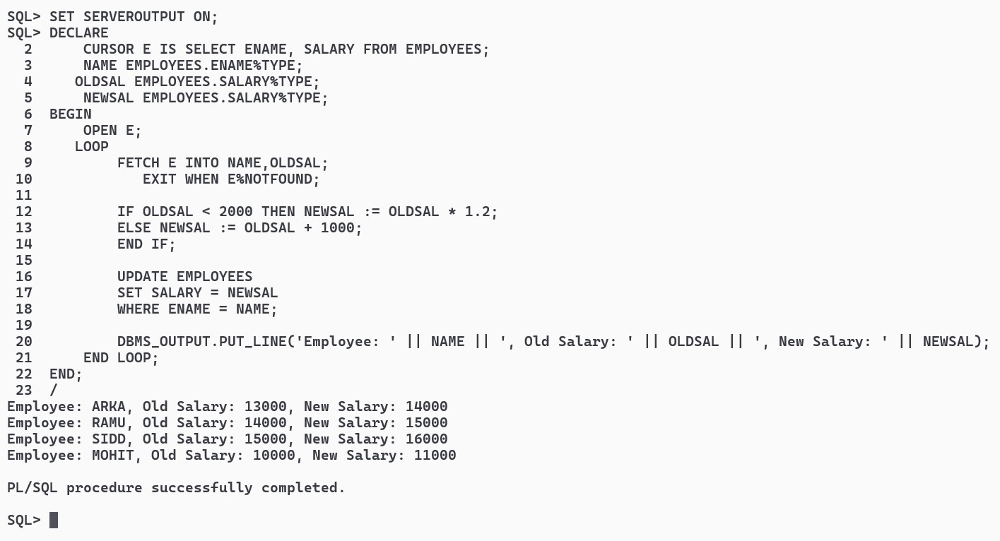 SQL> SET SERVEROUTPUT ON;
SQL> DECLARE
  2      CURSOR E IS SELECT ENAME, SALARY FROM EMPLOYEES;
  3      NAME EMPLOYEES.ENAME%TYPE;
  4     OLDSAL EMPLOYEES.SALARY%TYPE;
  5      NEWSAL EMPLOYEES.SALARY%TYPE;
  6  BEGIN
  7      OPEN E;
  8     LOOP
  9          FETCH E INTO NAME,OLDSAL;
 10             EXIT WHEN E%NOTFOUND;
 11
 12          IF OLDSAL < 2000 THEN NEWSAL := OLDSAL * 1.2;
 13          ELSE NEWSAL := OLDSAL + 1000;
 14          END IF;
 15
 16          UPDATE EMPLOYEES
 17          SET SALARY = NEWSAL
 18          WHERE ENAME = NAME;
 19
 20          DBMS_OUTPUT.PUT_LINE('Employee: ' || NAME || ', Old Salary: ' || OLDSAL || ', New Salary: ' || NEWSAL);
 21      END LOOP;
 22  END;
 23  /
Employee: ARKA, Old Salary: 13000, New Salary: 14000
Employee: RAMU, Old Salary: 14000, New Salary: 15000
Employee: SIDD, Old Salary: 15000, New Salary: 16000
Employee: MOHIT, Old Salary: 10000, New Salary: 11000

PL/SQL procedure successfully completed.

SQL>